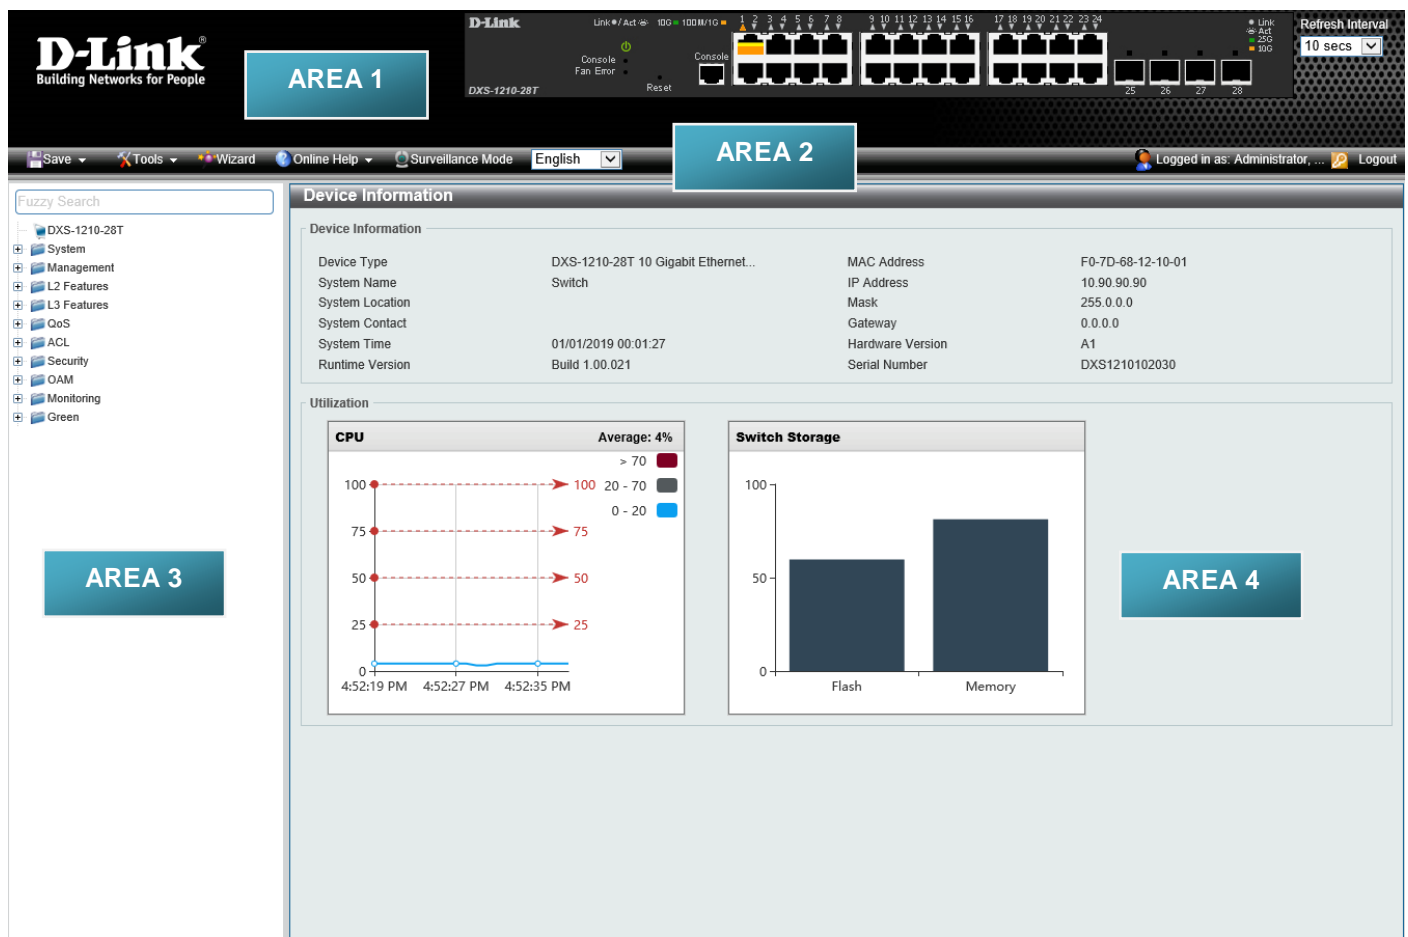 D-Link®
Building Networks for People
AREA 1
D-Link
Link / Act 10G 100M/1G
1 2 3 4 5 6 7 8 9 10 11 12 13 14 15 16 17 18 19 20 21 22 23 24
Console
Fan Error
Reset
Console
DXS-1210-28T
25 26 27 28
Link
Act
25G
10G
Refresh Interval
10 secs
AREA 2
Save Tools Wizard Online Help Surveillance Mode English Logged in as: Administrator, ... Logout
Fuzzy Search
DXS-1210-28T
System
Management
L2 Features
L3 Features
QoS
ACL
Security
OAM
Monitoring
Green
AREA 3
Device Information
Device Information
Device Type DXS-1210-28T 10 Gigabit Ethernet... MAC Address F0-7D-68-12-10-01
System Name Switch IP Address 10.90.90.90
System Location Mask 255.0.0.0
System Contact Gateway 0.0.0.0
System Time 01/01/2019 00:01:27 Hardware Version A1
Runtime Version Build 1.00.021 Serial Number DXS1210102030
Utilization
CPU Average: 4%
> 70
20 - 70
0 - 20
100 100
75 75
50 50
25 25
0
4:52:19 PM 4:52:27 PM 4:52:35 PM
Switch Storage
100
50
0
Flash Memory
AREA 4